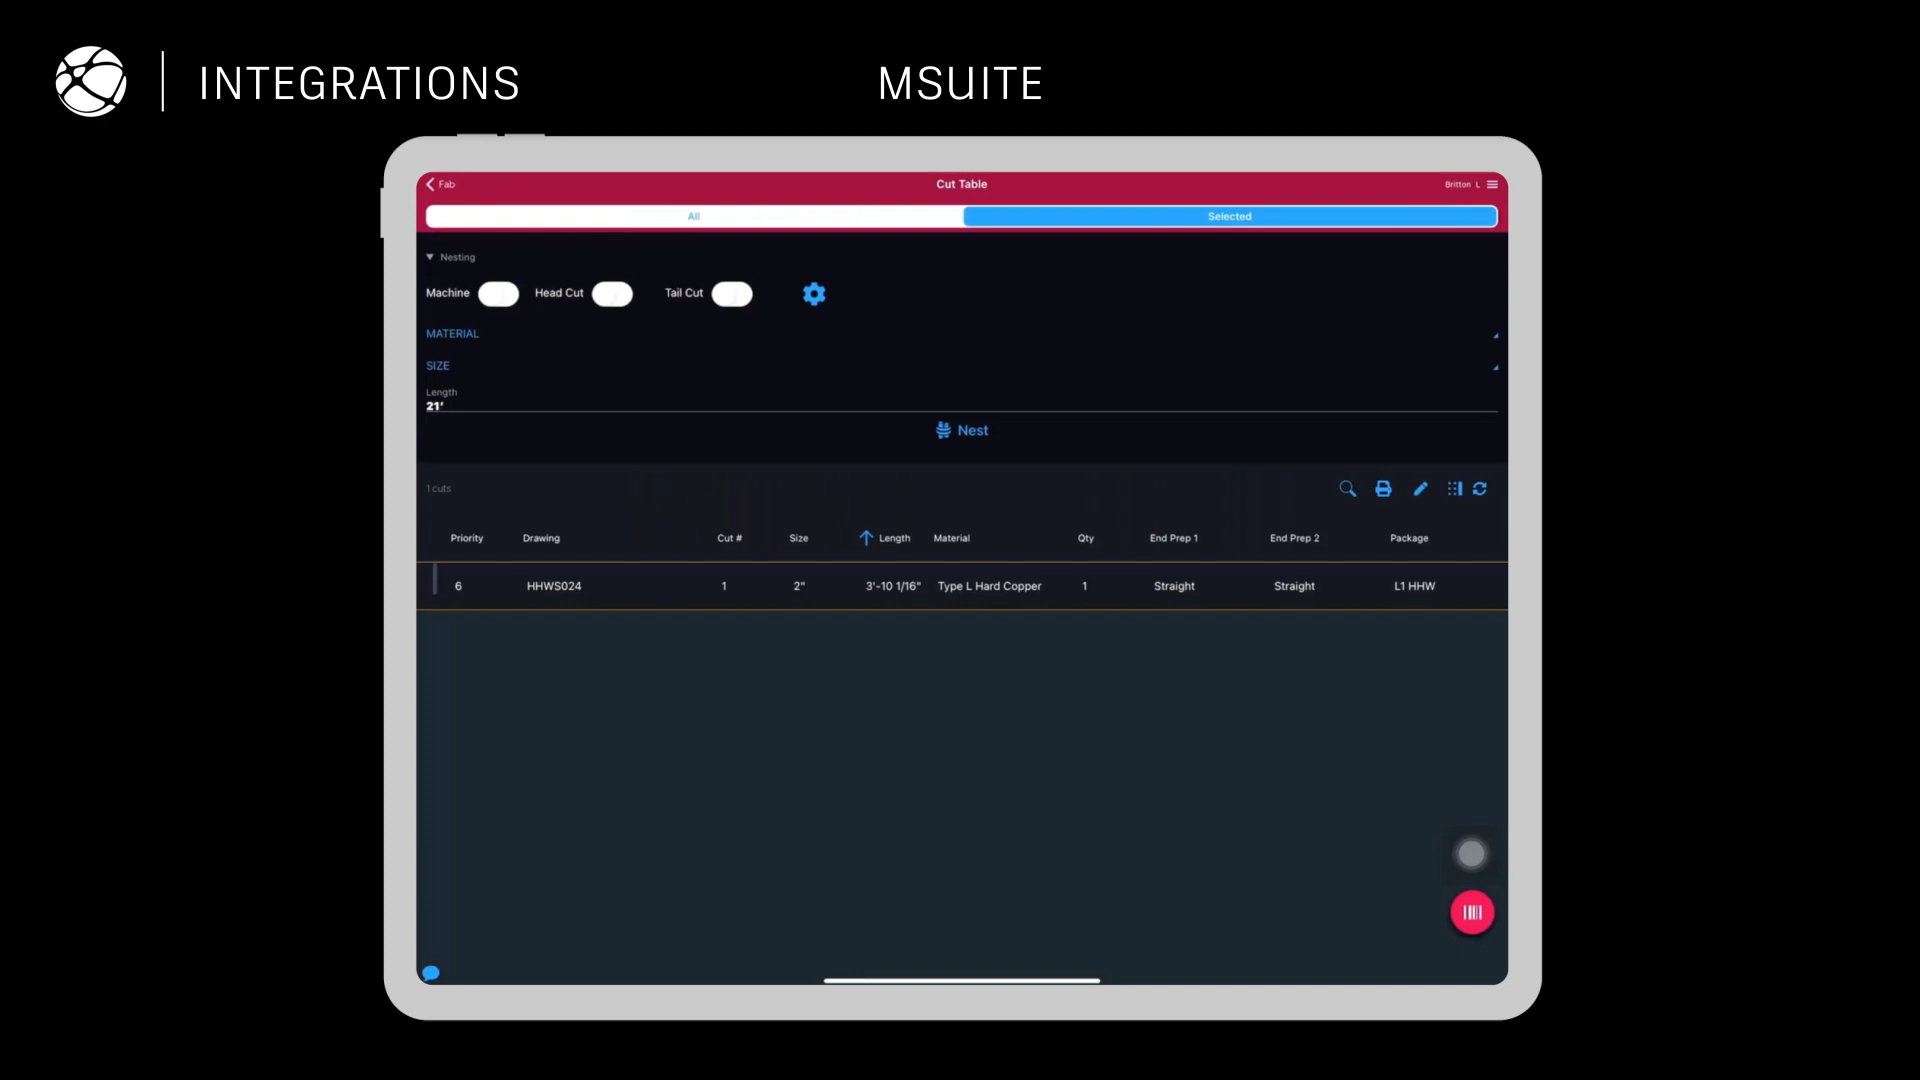 INTEGRATIONS
MSUITE
Fab
Cut Table
Britton L
All
Selected
Nesting
Machine
Head Cut
Tail Cut
MATERIAL
SIZE
Length
21'
Nest
1 cuts
Priority Drawing Cut # Size Length Material Qty End Prep 1 End Prep 2 Package
6 HHWS024 1 2" 3'-10 1/16" Type L Hard Copper 1 Straight Straight L1 HHW